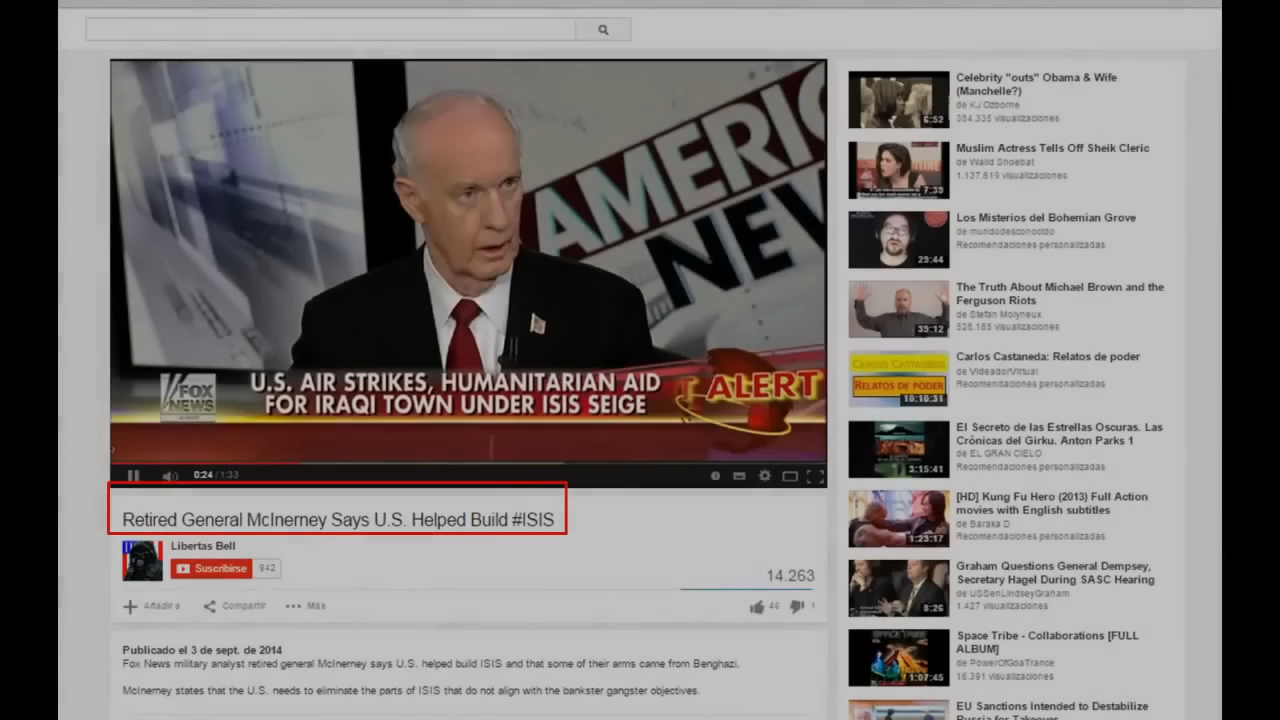 AMERIC
NEW
FOX
NEWS
U.S. AIR STRIKES, HUMANITARIAN AID
FOR IRAQI TOWN UNDER ISIS SEIGE
ALERT
0:24 / 1:33
Retired General McInerney Says U.S. Helped Build #ISIS
Libertas Bell
Suscribirse 942
14.263
Añadir a Compartir Más
46 1
Publicado el 3 de sept. de 2014
Fox News military analyst retired general McInerney says U.S. helped build ISIS and that some of their arms came from Benghazi.
McInerney states that the U.S. needs to eliminate the parts of ISIS that do not align with the bankster gangster objectives.
6:52
Celebrity "outs" Obama & Wife
(Manchelle?)
de KJ Ozborne
384.335 visualizaciones
7:39
Muslim Actress Tells Off Sheik Cleric
de Walid Shoebat
1.137.619 visualizaciones
29:44
Los Misterios del Bohemian Grove
de mundodesconocido
Recomendaciones personalizadas
39:12
The Truth About Michael Brown and the
Ferguson Riots
de Stefan Molyneux
528.185 visualizaciones
CARLOS CASTANEDA:
RELATOS DE PODER
10:10:31
Carlos Castaneda: Relatos de poder
de VideadorVirtual
Recomendaciones personalizadas
3:15:41
El Secreto de las Estrellas Oscuras. Las
Crónicas del Girku. Anton Parks 1
de EL GRAN CIELO
Recomendaciones personalizadas
1:23:17
[HD] Kung Fu Hero (2013) Full Action
movies with English subtitles
de Baraka D
Recomendaciones personalizadas
8:26
Graham Questions General Dempsey,
Secretary Hagel During SASC Hearing
de USSenLindseyGraham
1.427 visualizaciones
SPACE TRIBE
1:07:45
Space Tribe - Collaborations [FULL
ALBUM]
de PowerOfGoaTrance
16.391 visualizaciones
EU Sanctions Intended to Destabilize
Russia for Takeover